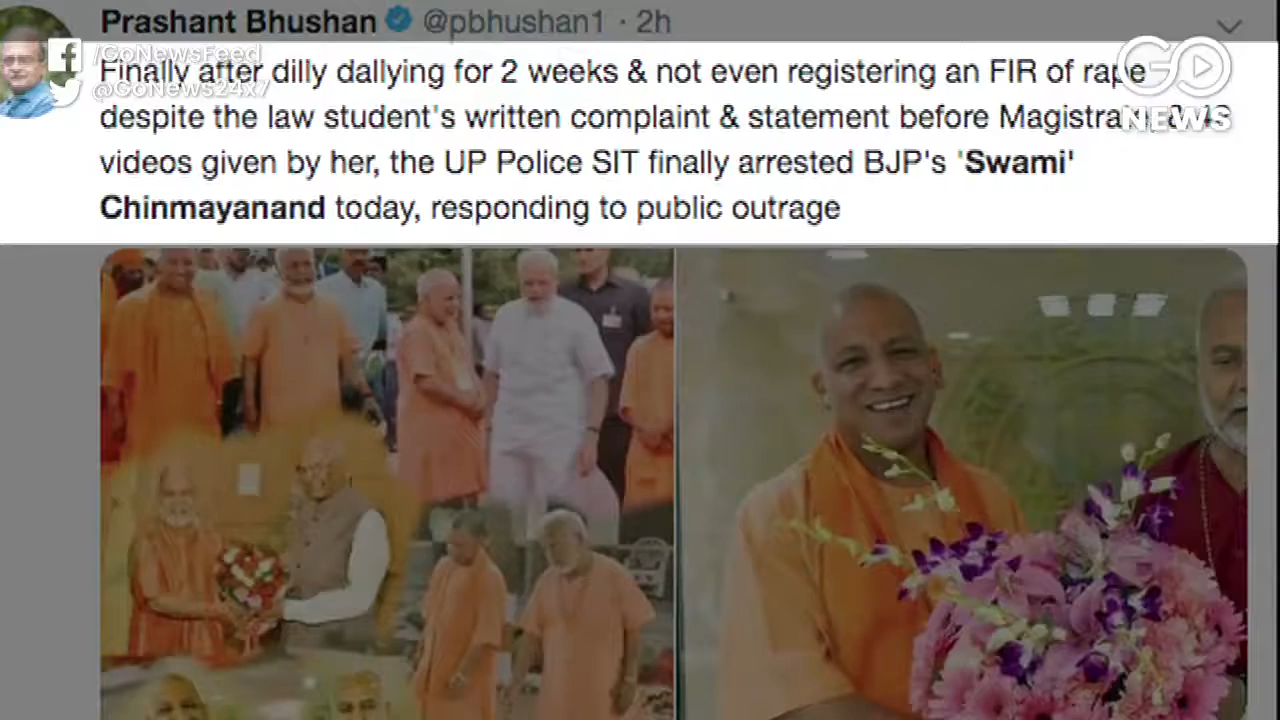 Prashant Bhushan @pbhushan1 · 2h
/GoNewsFeed
@GoNews24x7
GO
NEWS
Finally after dilly dallying for 2 weeks & not even registering an FIR of rape
despite the law student's written complaint & statement before Magistrate, & 43
videos given by her, the UP Police SIT finally arrested BJP's 'Swami'
Chinmayanand today, responding to public outrage